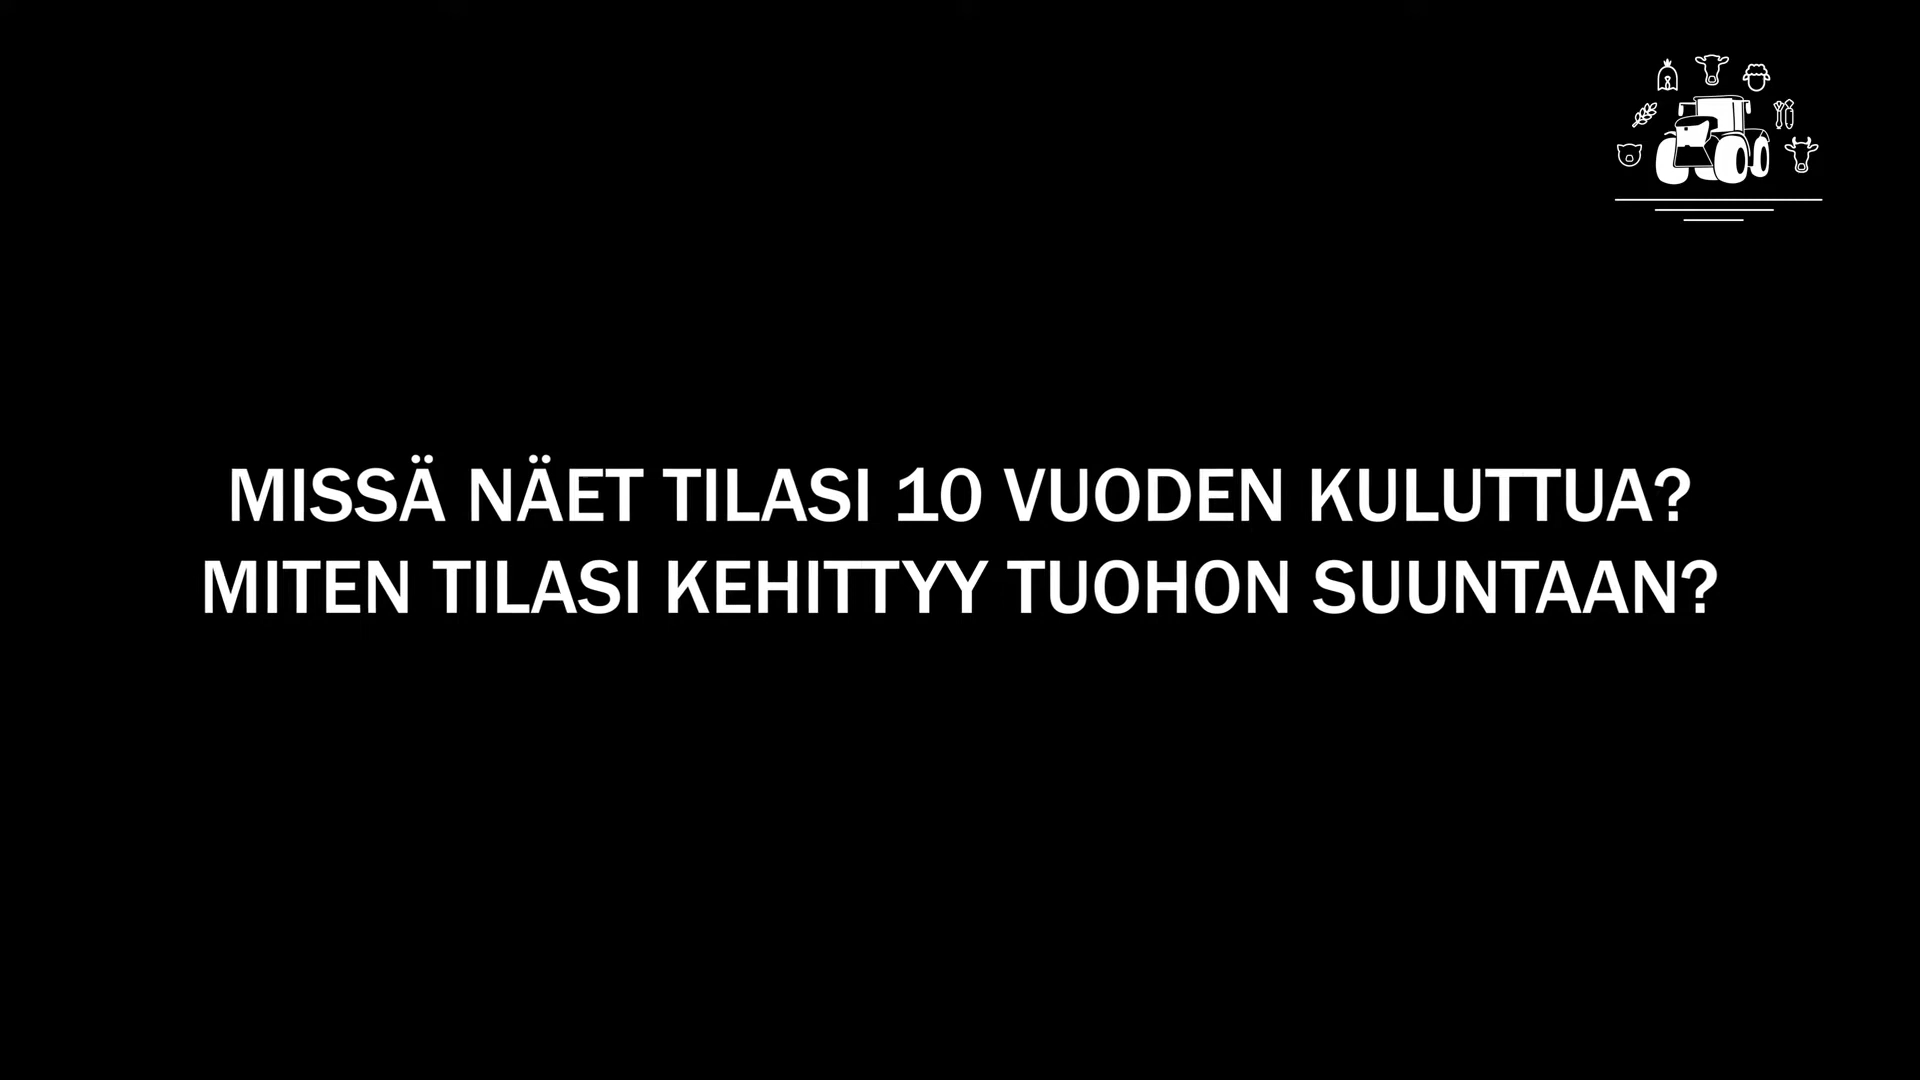 MISSÄ NÄET TILASI 10 VUODEN KULUTTUA?
MITEN TILASI KEHITTYY TUOHON SUUNTAAN?